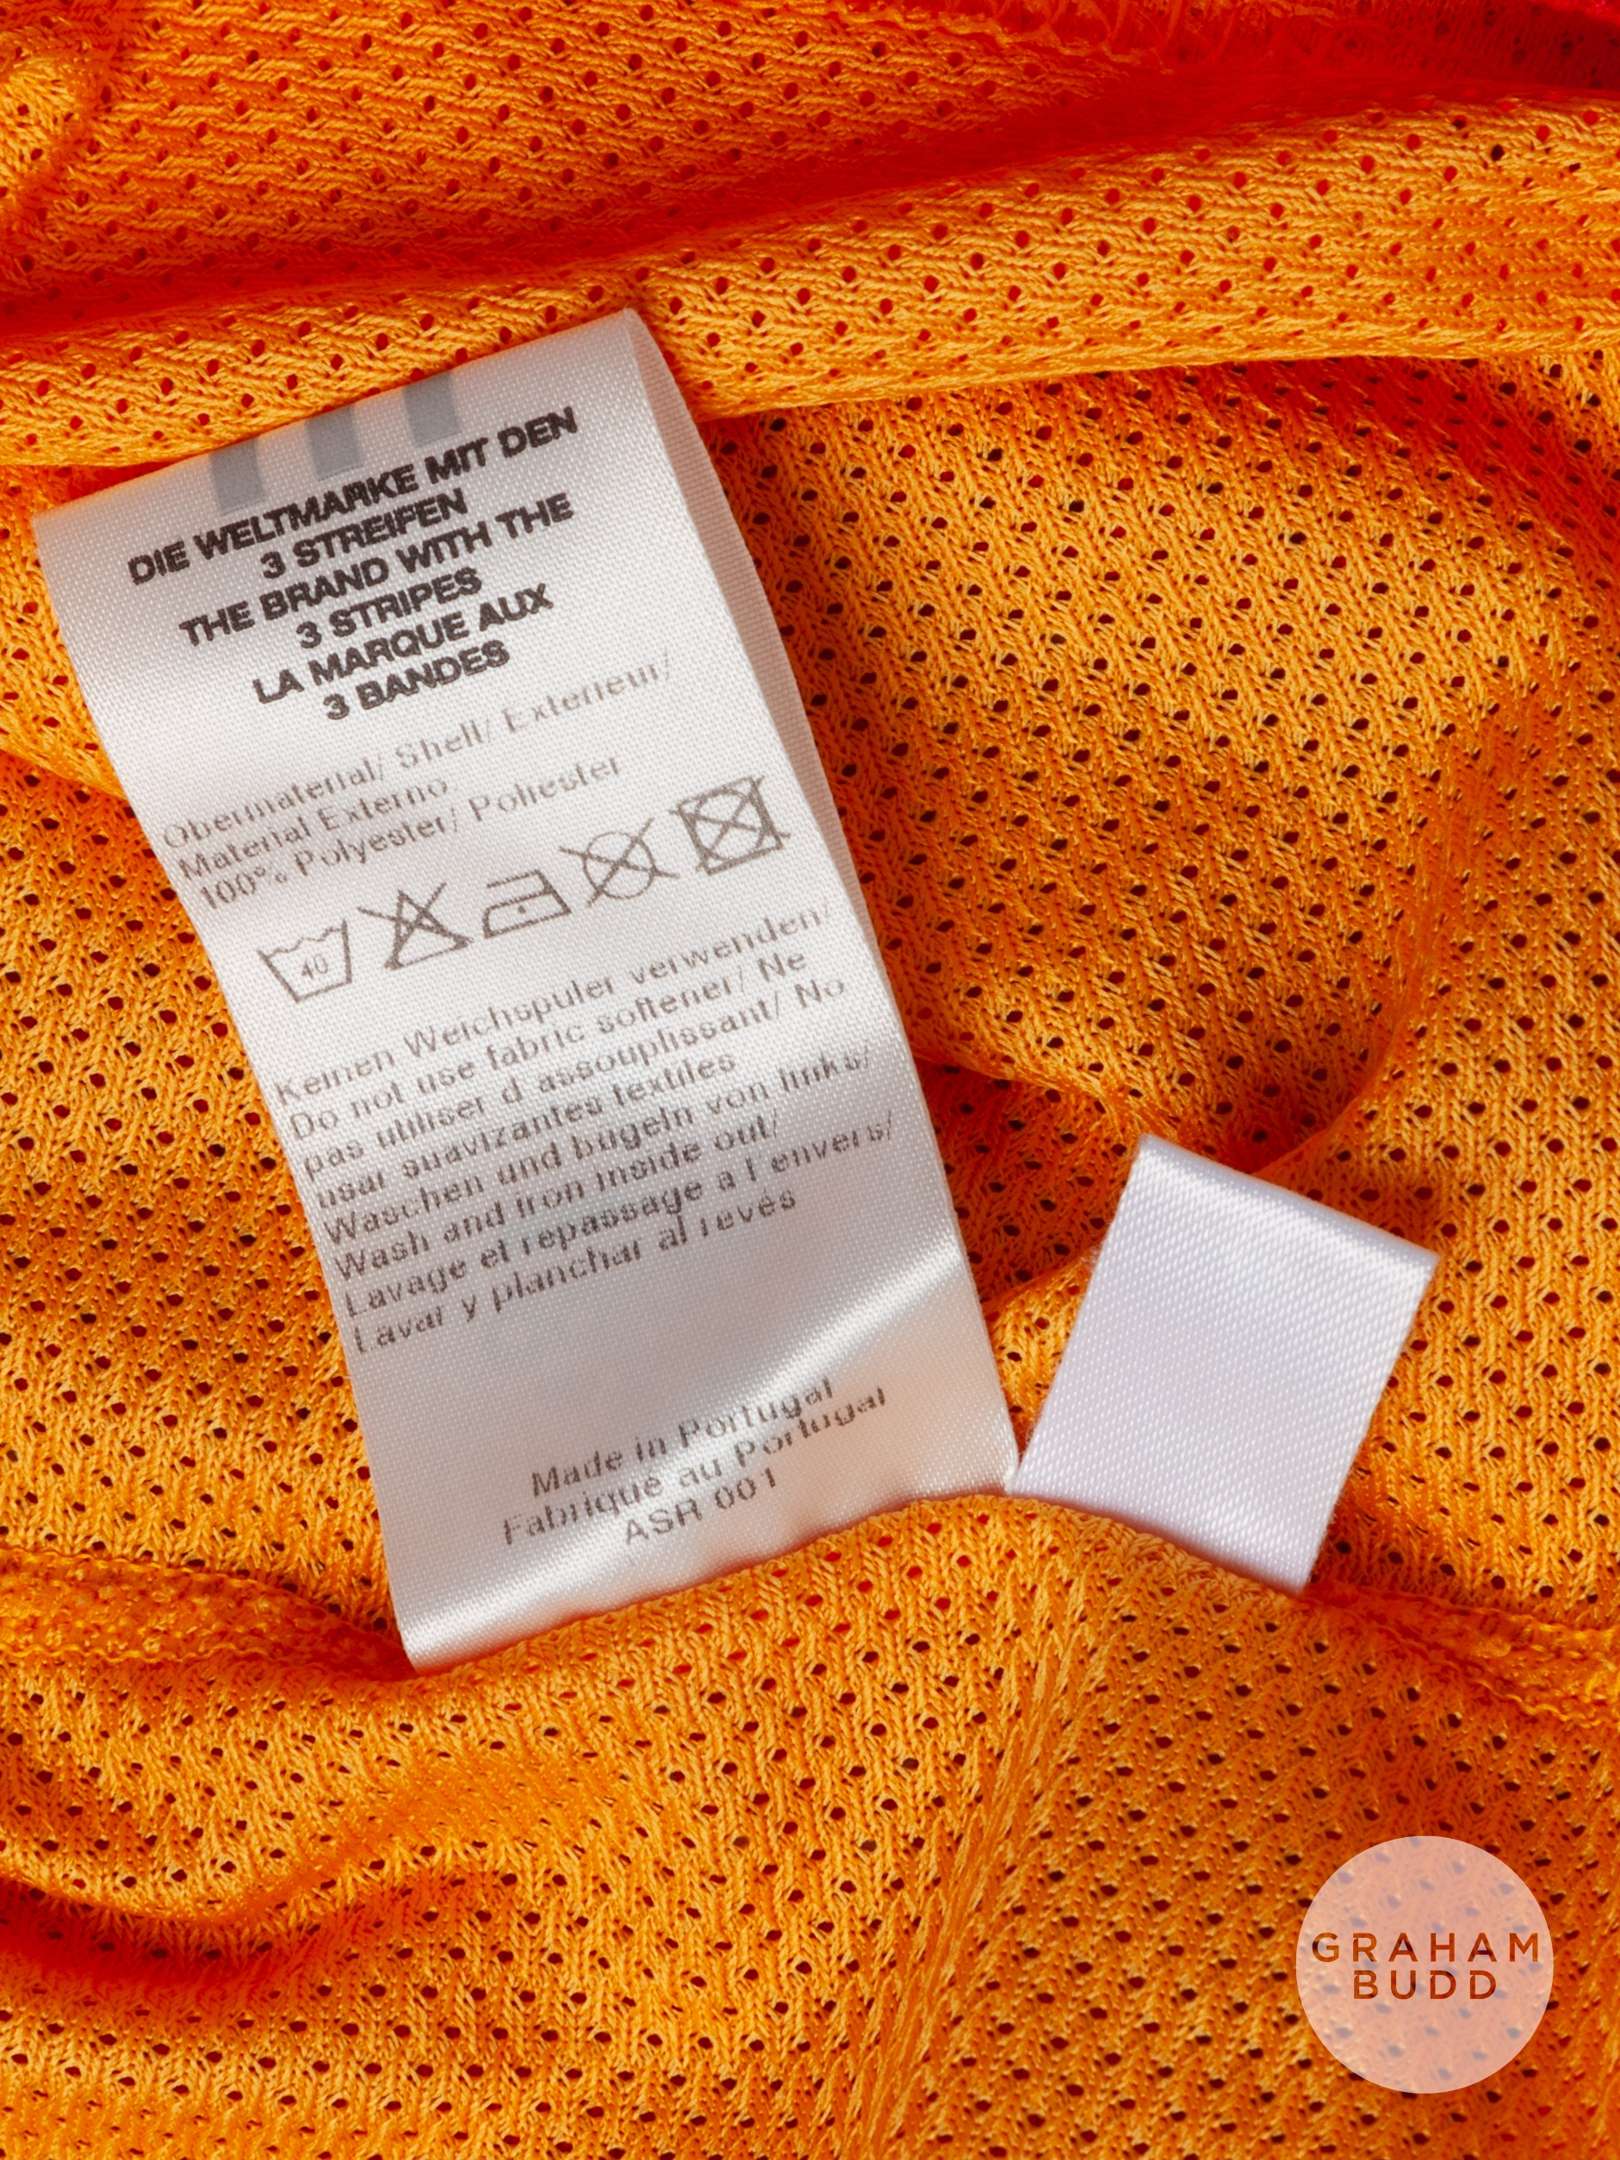 DIE WELTMARKE MIT DEN
3 STREIFEN
THE BRAND WITH THE
3 STRIPES
LA MARQUE AUX
3 BANDES
Obermaterial/ Shell/ Exterieur/
Material Externo
100% Polyester/ Poliester
40
Keinen Weichspüler verwenden/
Do not use fabric softener/ Ne
pas utiliser d assouplissant/ No
usar suavizantes textiles
Waschen und bügeln von links/
Wash and iron inside out/
Lavage et repassage a l envers/
Lavar y planchar al revés
Made in Portugal
Fabriqué au Portugal
ASR 001
GRAHAM
BUDD